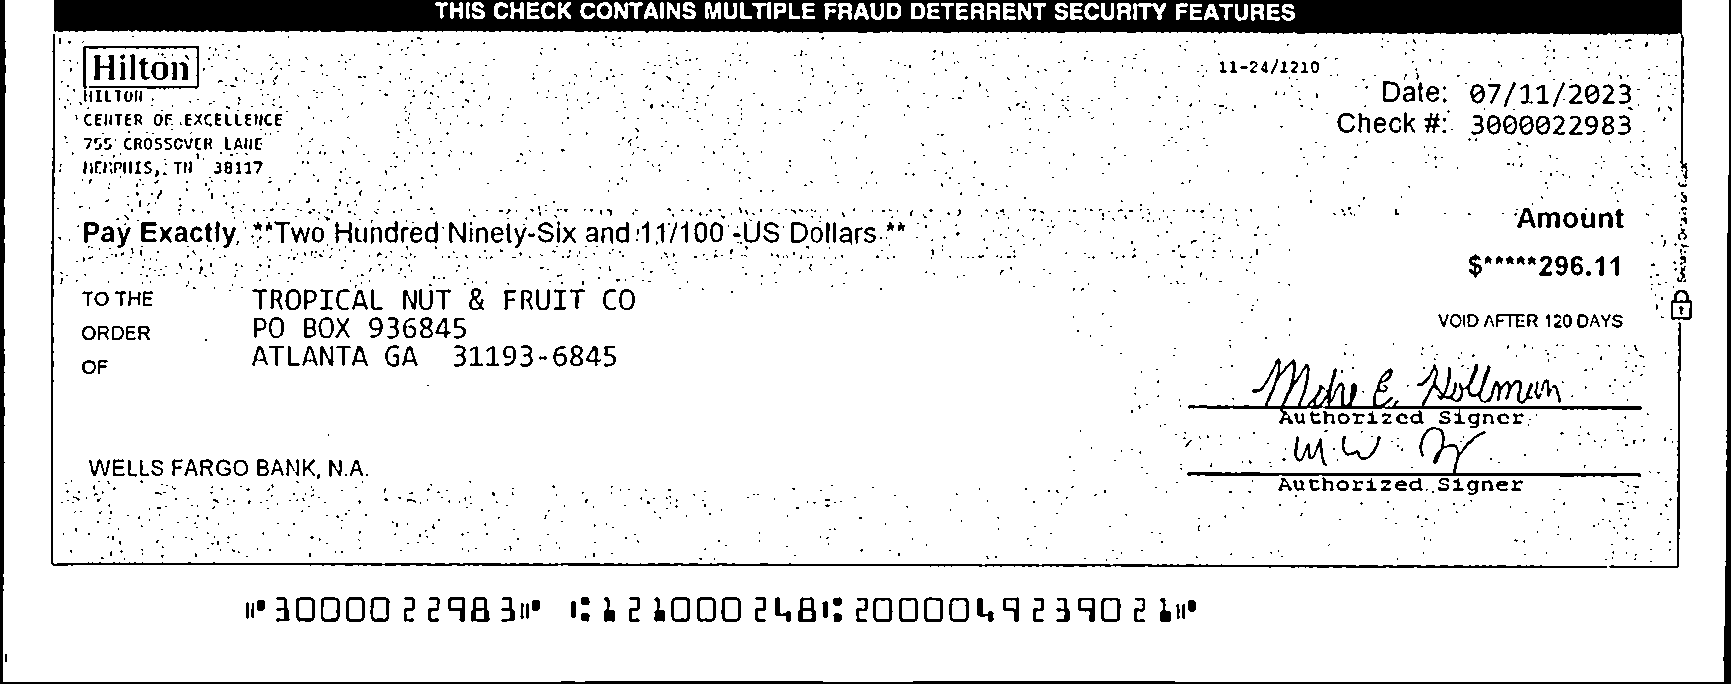 THIS CHECK CONTAINS MULTIPLE FRAUD DETERRENT SECURITY FEATURES
Hilton
HILTON
CENTER OF EXCELLENCE
755 CROSSOVER LANE
MEMPHIS, TN 38117
11-24/1210
Date: 07/11/2023
Check #: 3000022983
Pay Exactly **Two Hundred Ninety-Six and 11/100 -US Dollars **
Amount
$*****296.11
TO THE
ORDER
OF
TROPICAL NUT & FRUIT CO
PO BOX 936845
ATLANTA GA 31193-6845
VOID AFTER 120 DAYS
E. Hollman
Authorized Signer
Authorized Signer
WELLS FARGO BANK, N.A.
⑈3000022983⑈ ⑆121000248⑆2000049239021⑈